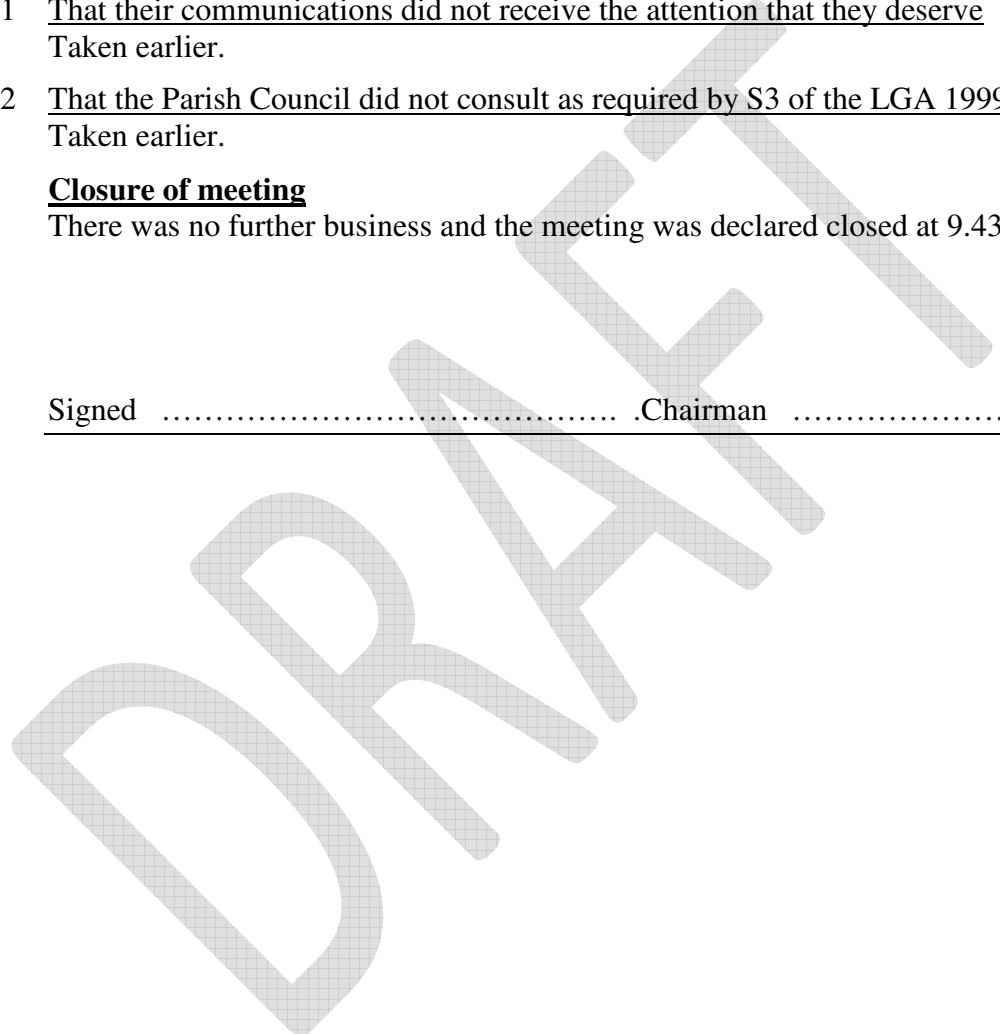 1 That their communications did not receive the attention that they deserve
Taken earlier.
2 That the Parish Council did not consult as required by S3 of the LGA 1999
Taken earlier.
Closure of meeting
There was no further business and the meeting was declared closed at 9.43
Signed ………………………………………… .Chairman …………………
DRAFT